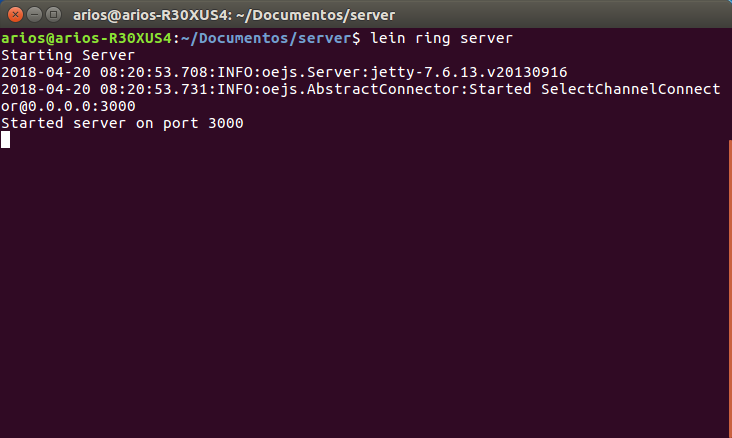 arios@arios-R30XUS4: ~/Documentos/server
arios@arios-R30XUS4:~/Documentos/server$ lein ring server
Starting Server
2018-04-20 08:20:53.708:INFO:oejs.Server:jetty-7.6.13.v20130916
2018-04-20 08:20:53.731:INFO:oejs.AbstractConnector:Started SelectChannelConnect
or@0.0.0.0:3000
Started server on port 3000